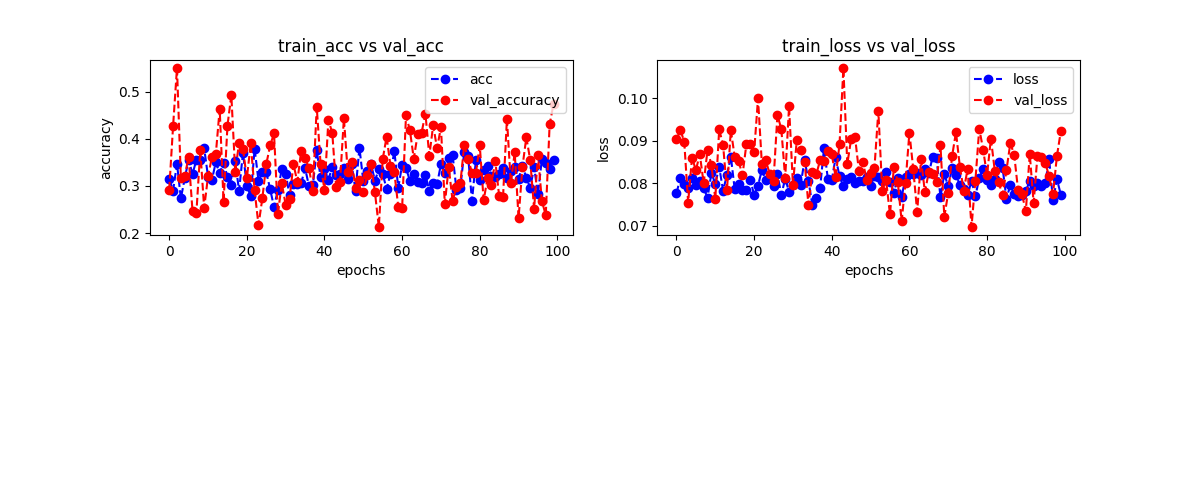 train_acc vs val_acc
acc
val_accuracy
accuracy
0.5
0.4
0.3
0.2
0 20 40 60 80 100
epochs
train_loss vs val_loss
loss
val_loss
loss
0.10
0.09
0.08
0.07
0 20 40 60 80 100
epochs